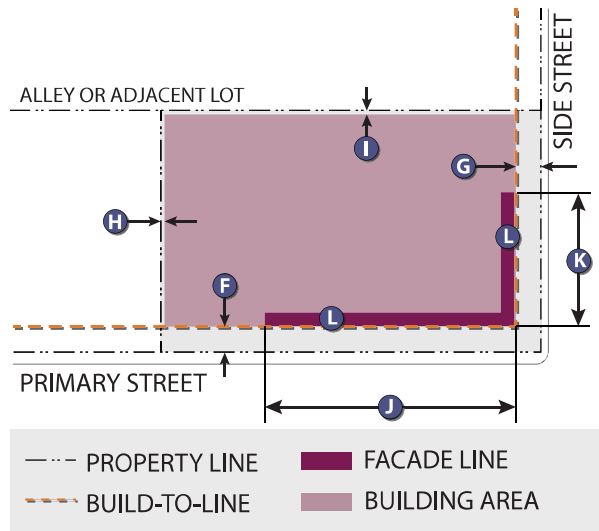 ALLEY OR ADJACENT LOT
SIDE STREET
I
G
H
L
K
F
L
PRIMARY STREET
J
PROPERTY LINE
FACADE LINE
BUILD-TO-LINE
BUILDING AREA